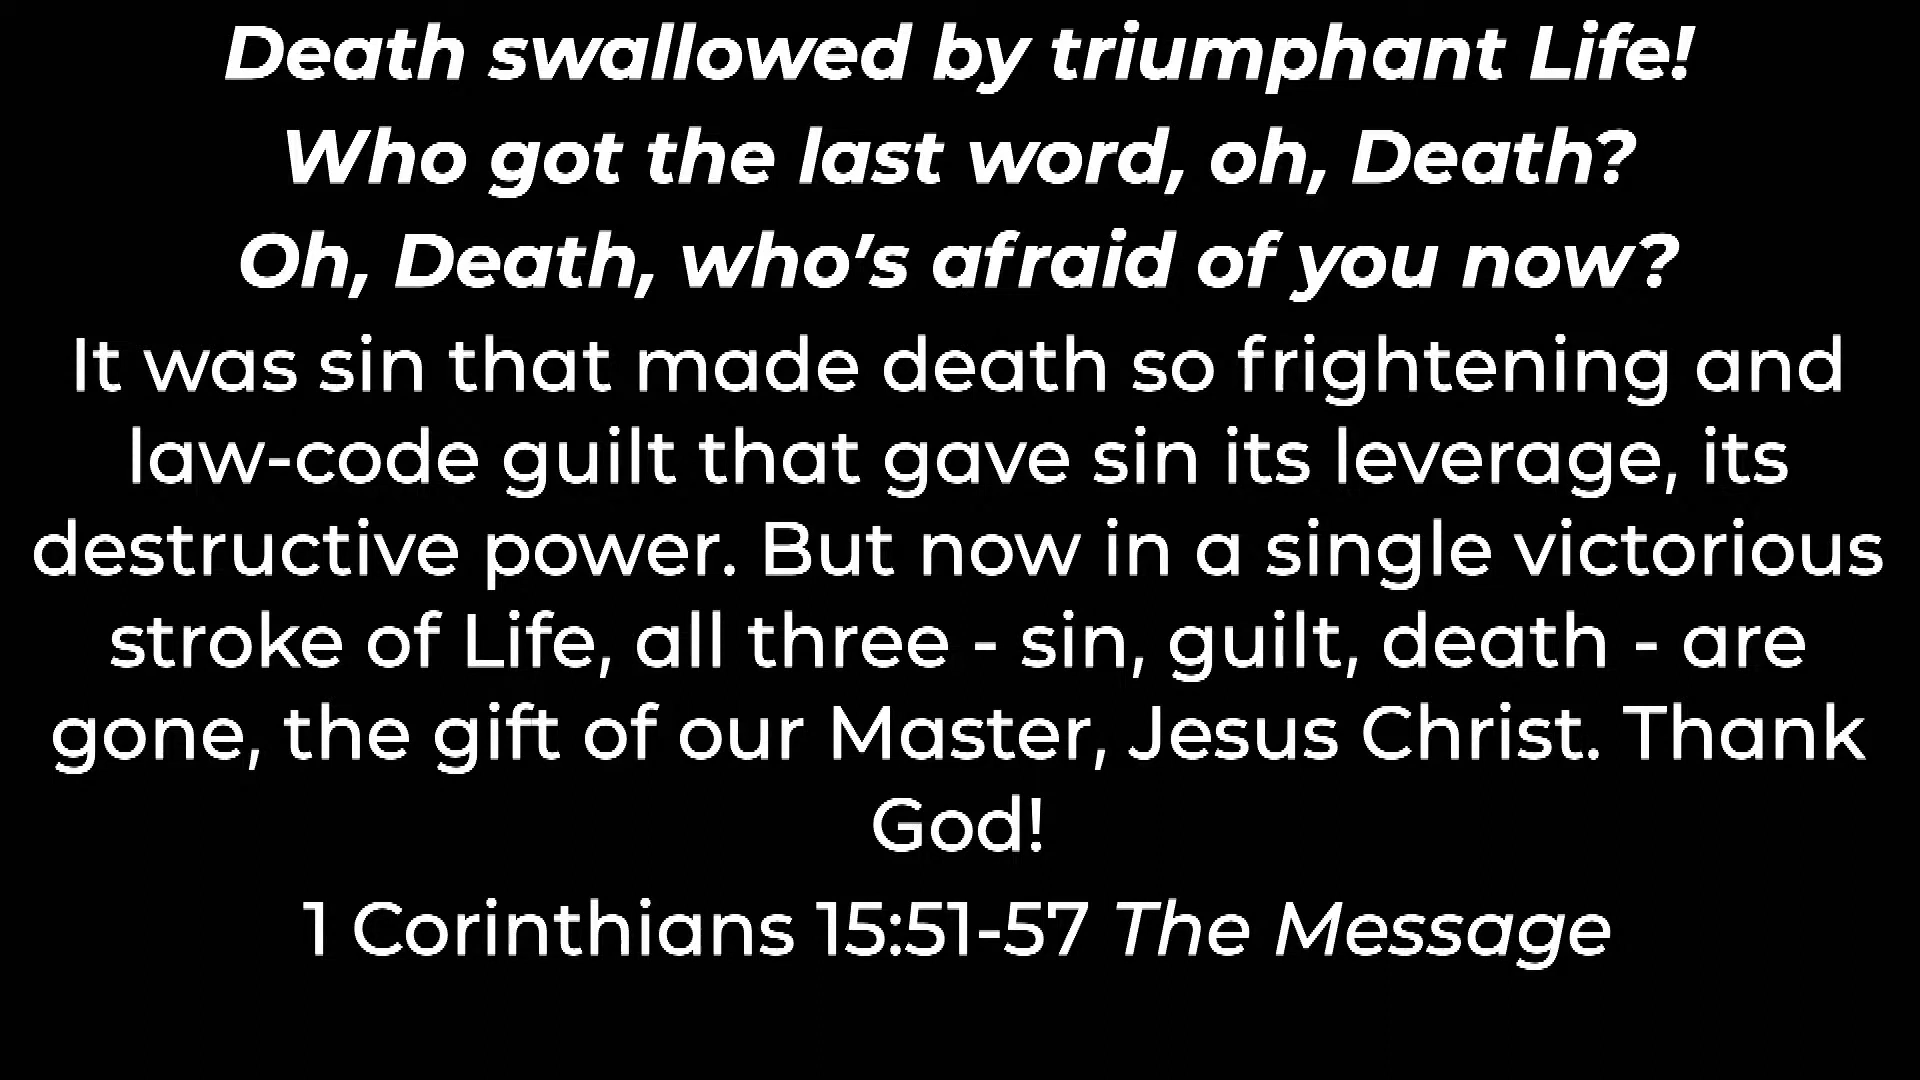 Death swallowed by triumphant Life!
Who got the last word, oh, Death?
Oh, Death, who’s afraid of you now?
It was sin that made death so frightening and
law-code guilt that gave sin its leverage, its
destructive power. But now in a single victorious
stroke of Life, all three - sin, guilt, death - are
gone, the gift of our Master, Jesus Christ. Thank
God!
1 Corinthians 15:51-57 The Message